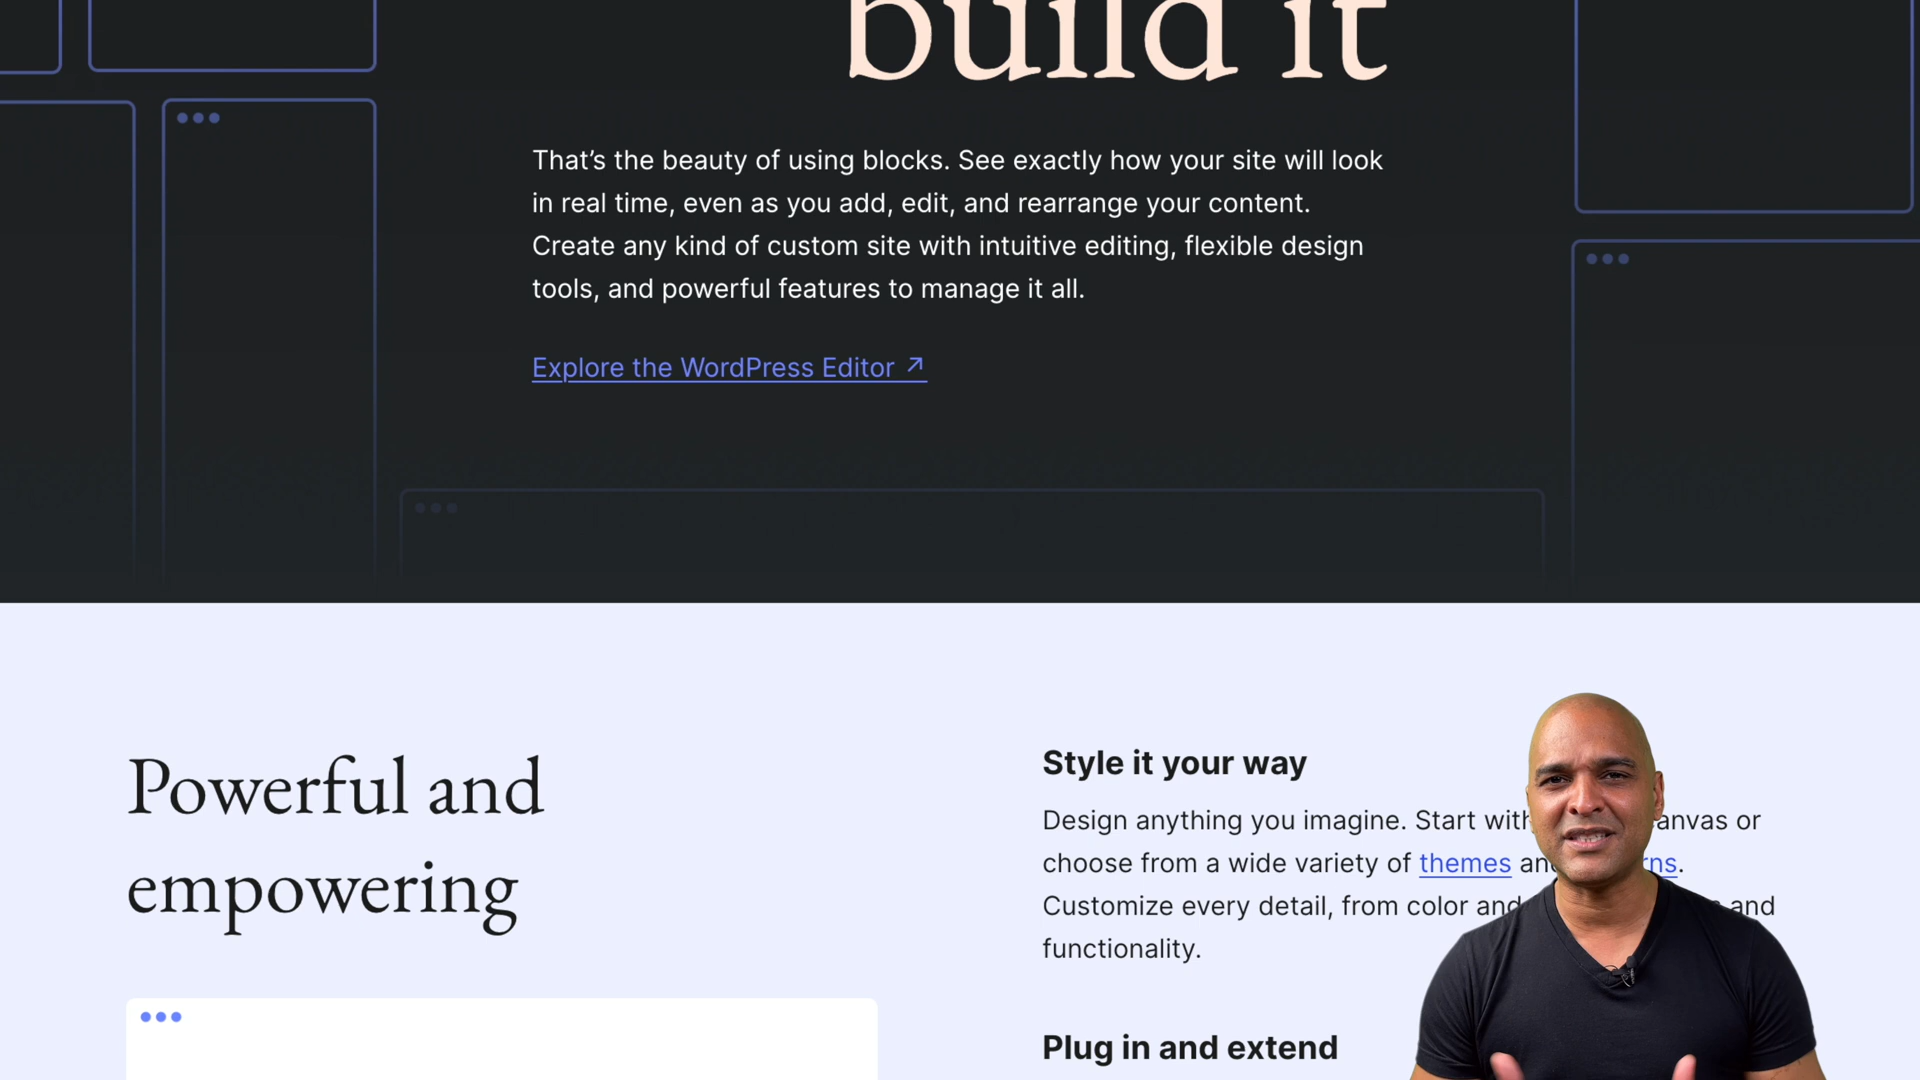 build it
That’s the beauty of using blocks. See exactly how your site will look
in real time, even as you add, edit, and rearrange your content.
Create any kind of custom site with intuitive editing, flexible design
tools, and powerful features to manage it all.
Explore the WordPress Editor ↗
Powerful and
empowering
Style it your way
Design anything you imagine. Start with canvas or
choose from a wide variety of themes
Customize every detail, from color and and
functionality.
Plug in and extend